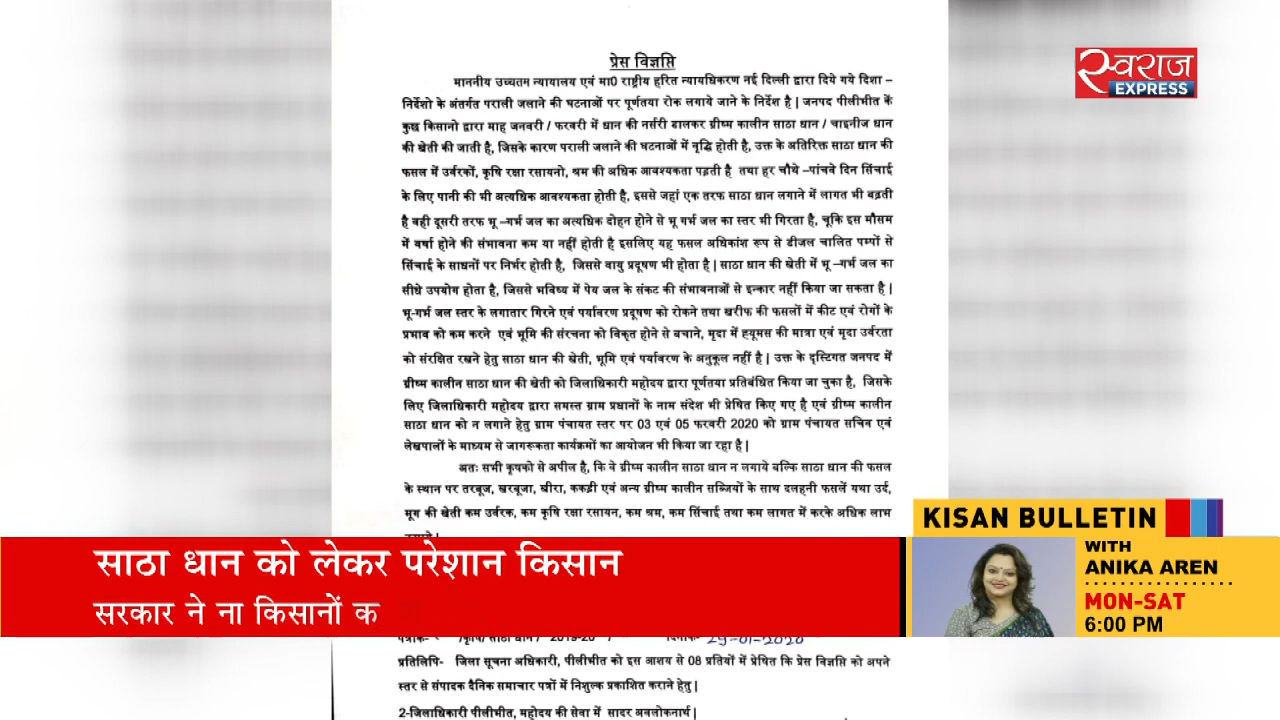 प्रेस विज्ञप्ति
माननीय उच्चतम न्यायालय एवं मा0 राष्ट्रीय हरित न्यायधिकरण नई दिल्ली द्वारा दिये गये दिशा –
निर्देशो के अंतर्गत पराली जलाने की घटनाओं पर पूर्णतया रोक लगाये जाने के निर्देश है | जनपद पीलीभीत कें
कुछ किसानो द्वारा माह जनवरी / फरवरी में धान की नर्सरी डालकर ग्रीष्म कालीन साठा धान / चाइनीज धान
की खेती की जाती है, जिसके कारण पराली जलाने की घटनाओं में वृद्धि होती है, उक्त के अतिरिक्त साठा धान की
फसल में उर्वरकों, कृषि रक्षा रसायनो, श्रम की अधिक आवश्यकता पढ़ती है तथा हर चौथे –पांचवे दिन सिंचाई
के लिए पानी की भी अत्यधिक आवश्यकता होती है, इससे जहां एक तरफ साठा धान लगाने में लागत भी बढ़ती
है वही दूसरी तरफ भू –गर्भ जल का अत्यधिक दोहन होने से भू गर्भ जल का स्तर भी गिरता है, चूकि इस मौसम
में वर्षा होने की संभावना कम या नहीं होती है इसलिए यह फसल अधिकांश रूप से डीजल चालित पम्पों से
सिंचाई के साधनों पर निर्भर होती है, जिससे वायु प्रदूषण भी होता है | साठा धान की खेती में भू –गर्भ जल का
सीधे उपयोग होता है, जिससे भविष्य में पेय जल के संकट की संभावनाओं से इन्कार नहीं किया जा सकता है |
भू-गर्भ जल स्तर के लगातार गिरने एवं पर्यावरण प्रदूषण को रोकने तथा खरीफ की फसलों में कीट एवं रोगों के
प्रभाव को कम करने एवं भूमि की संरचना को विकृत होने से बचाने, मृदा में ह्यूमस की मात्रा एवं मृदा उर्वरता
को संरक्षित रखने हेतु साठा धान की खेती, भूमि एवं पर्यावरण के अनुकूल नहीं है | उक्त के दृस्टिगत जनपद में
ग्रीष्म कालीन साठा धान की खेती को जिलाधिकारी महोदय द्वारा पूर्णतया प्रतिबंधित किया जा चुका है, जिसके
लिए जिलाधिकारी महोदय द्वारा समस्त ग्राम प्रधानों के नाम संदेश भी प्रेषित किए गए है एवं ग्रीष्म कालीन
साठा धान को न लगाने हेतु ग्राम पंचायत स्तर पर 03 एवं 05 फरवरी 2020 को ग्राम पंचायत सचिव एवं
लेखपालों के माध्यम से जागरूकता कार्यक्रमों का आयोजन भी किया जा रहा है |
अतः सभी कृषको से अपील है, कि वे ग्रीष्म कालीन साठा धान न लगाये बल्कि साठा धान की फसल
के स्थान पर तरबूज, खरबूजा, खीरा, ककड़ी एवं अन्य ग्रीष्म कालीन सब्जियों के साथ दलहनी फसलें यथा उर्द,
मूग की खेती कम उर्वरक, कम कृषि रक्षा रसायन, कम श्रम, कम सिंचाई तथा कम लागत में करके अधिक लाभ
साठा धान को लेकर परेशान किसान
सरकार ने ना किसानों क
पत्रांक- /कृषि/ साठा धान / 2019-20 / दिनांक- 29-01-2020
प्रतिलिपि- जिला सूचना अधिकारी, पीलीभीत को इस आशय से 08 प्रतियों में प्रेषित कि प्रेस विज्ञप्ति को अपने
स्तर से संपादक दैनिक समाचार पत्रों में निशुल्क प्रकाशित कराने हेतु |
2-जिलाधिकारी पीलीभीत, महोदय की सेवा में सादर अवलोकनार्थ |
स्वराज
EXPRESS
KISAN BULLETIN
WITH
ANIKA AREN
MON-SAT
6:00 PM